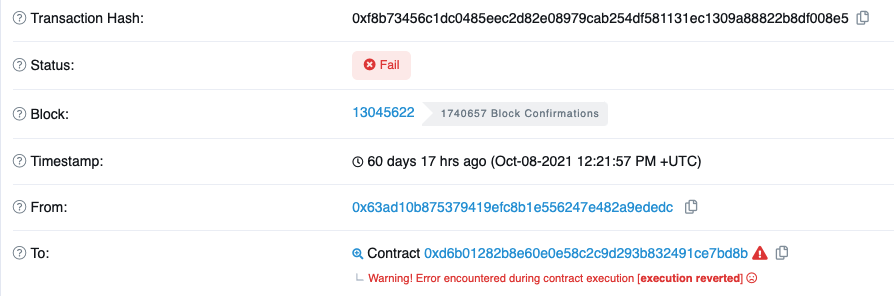 Transaction Hash: 0xf8b73456c1dc0485eec2d82e08979cab254df581131ec1309a88822b8df008e5
Status: Fail
Block: 13045622 1740657 Block Confirmations
Timestamp: 60 days 17 hrs ago (Oct-08-2021 12:21:57 PM +UTC)
From: 0x63ad10b875379419efc8b1e556247e482a9ededc
To: Contract 0xd6b01282b8e60e0e58c2c9d293b832491ce7bd8b
Warning! Error encountered during contract execution [execution reverted]